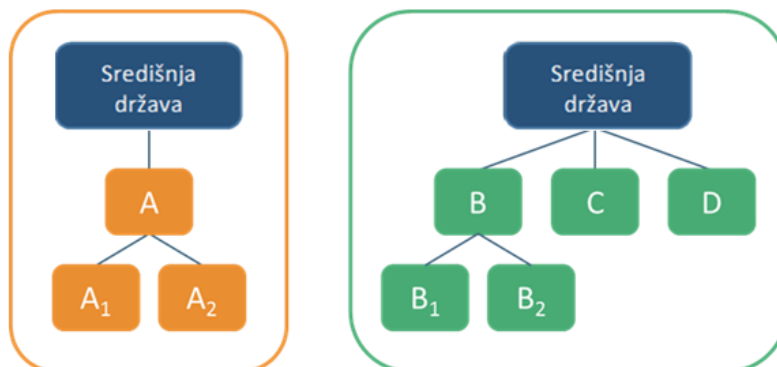 Središnja
država
A
A₁
A₂
Središnja
država
B
C
D
B₁
B₂